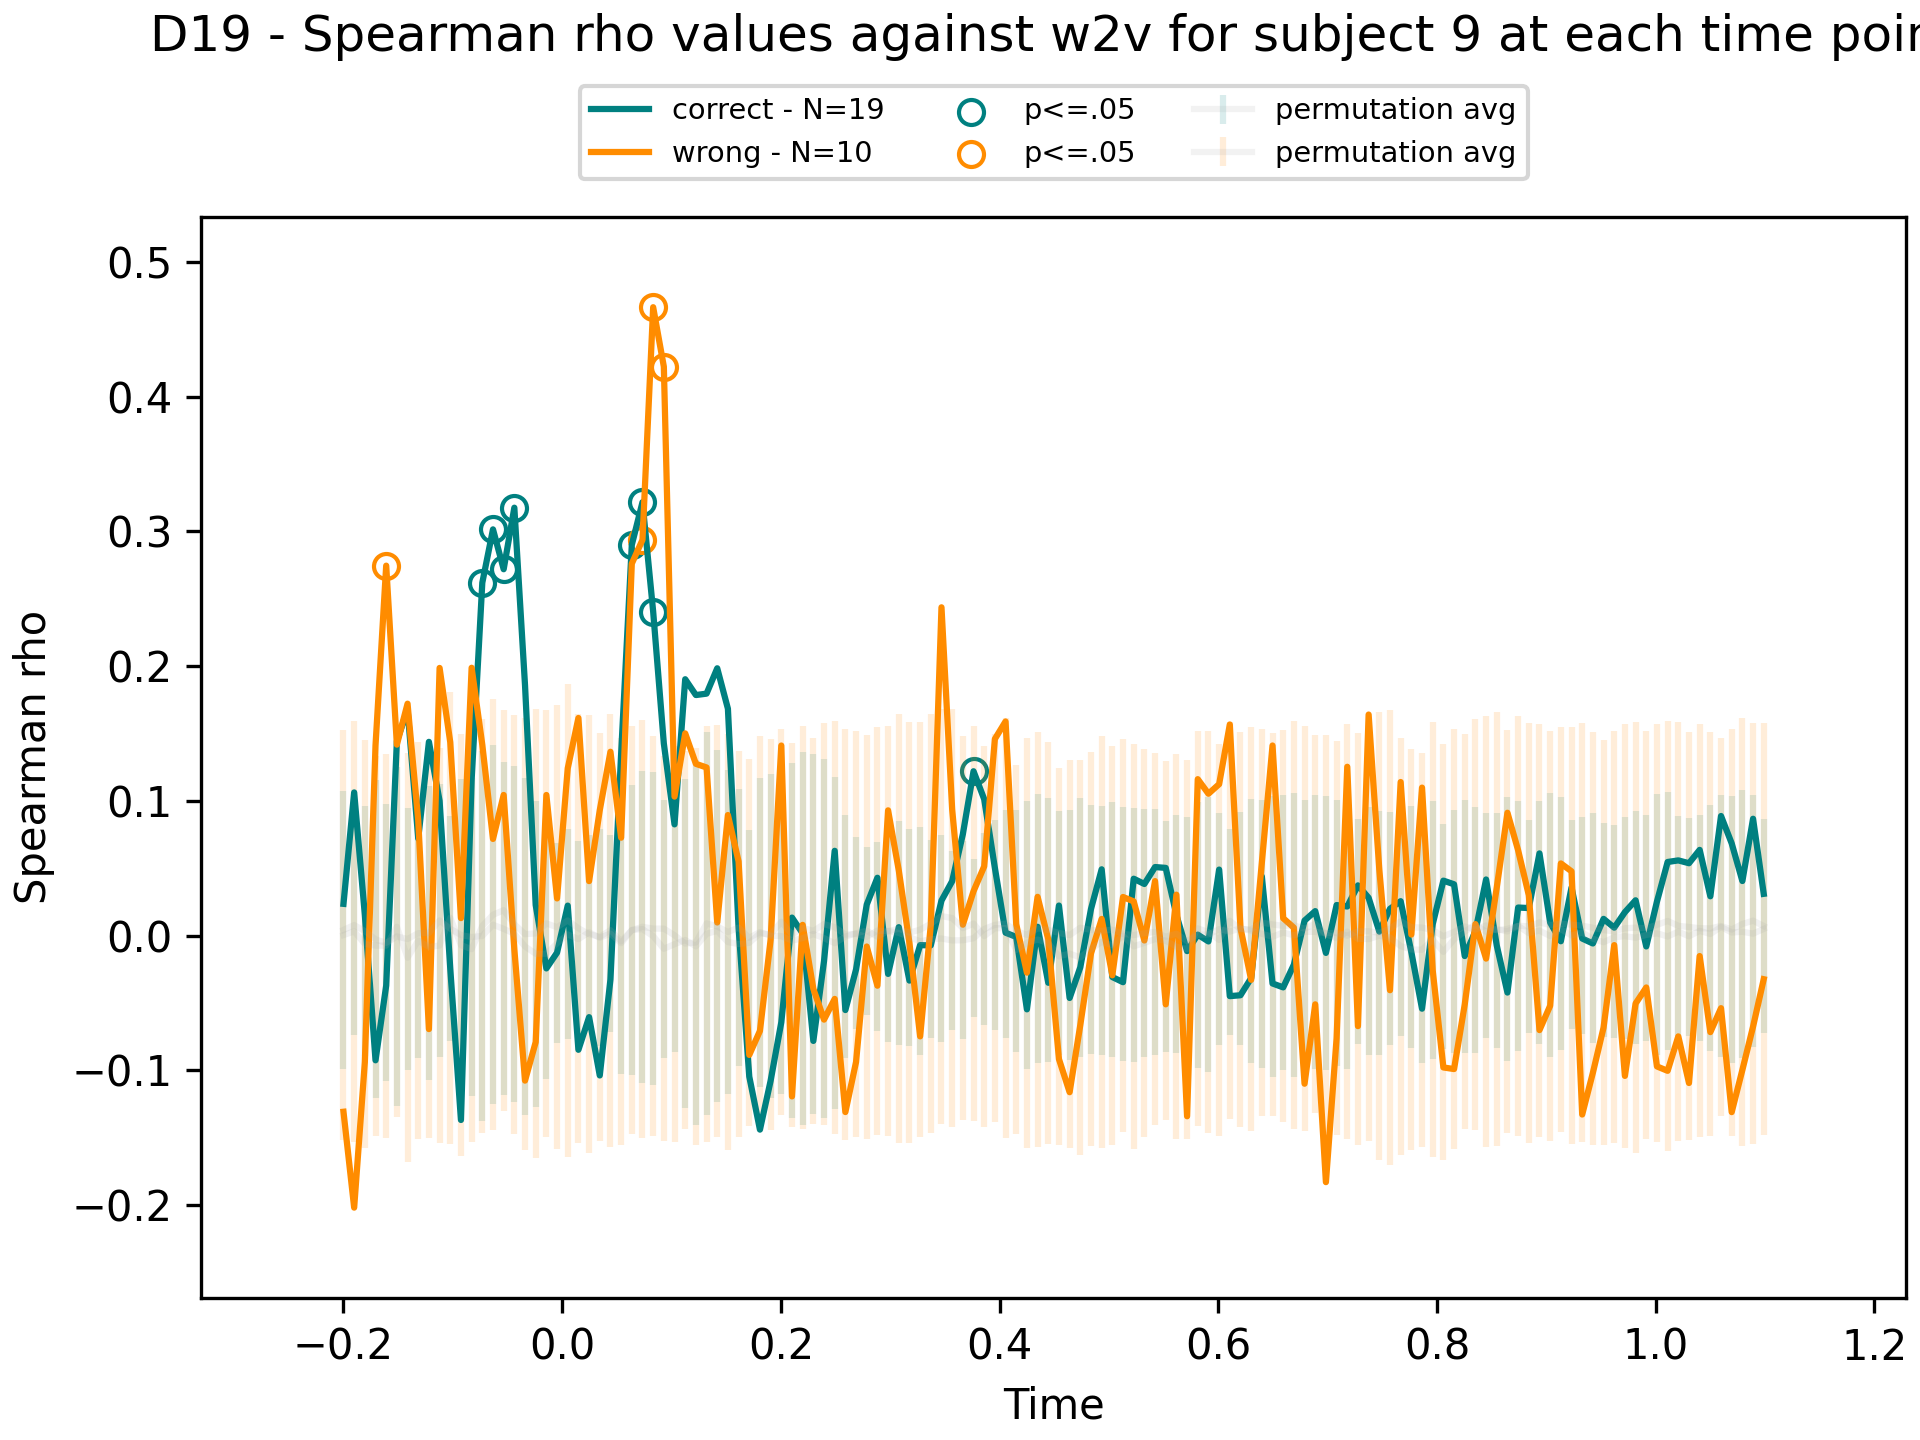 D19 - Spearman rho values against w2v for subject 9 at each time poin
correct - N=19
wrong - N=10
p<=.05
p<=.05
permutation avg
permutation avg
0.5
0.4
0.3
0.2
0.1
0.0
−0.1
−0.2
Spearman rho
−0.2 0.0 0.2 0.4 0.6 0.8 1.0 1.2
Time